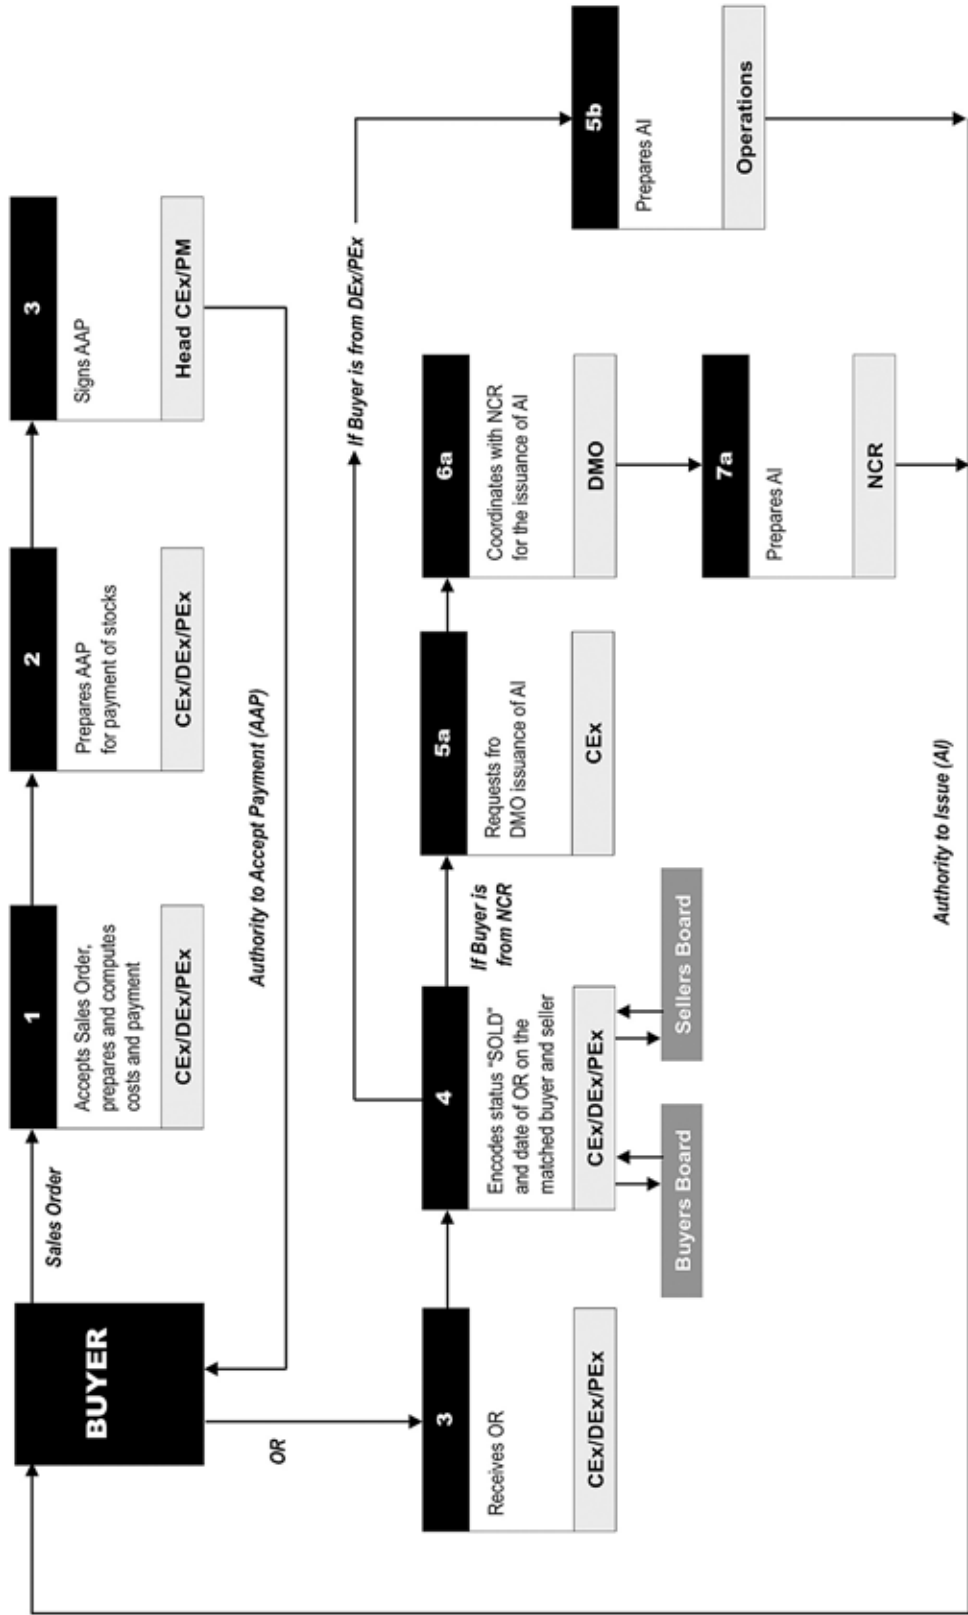 BUYER
Sales Order
1
Accepts Sales Order,
prepares and computes
costs and payment
CEx/DEx/PEx
2
Prepares AAP
for payment of stocks
CEx/DEx/PEx
3
Signs AAP
Head CEx/PM
Authority to Accept Payment (AAP)
OR
3
Receives OR
CEx/DEx/PEx
4
Encodes status "SOLD"
and date of OR on the
matched buyer and seller
CEx/DEx/PEx
Buyers Board
Sellers Board
If Buyer is
from NCR
If Buyer is from DEx/PEx
5a
Requests fro
DMO issuance of AI
CEx
6a
Coordinates with NCR
for the issuance of AI
DMO
7a
Prepares AI
NCR
5b
Prepares AI
Operations
Authority to Issue (AI)